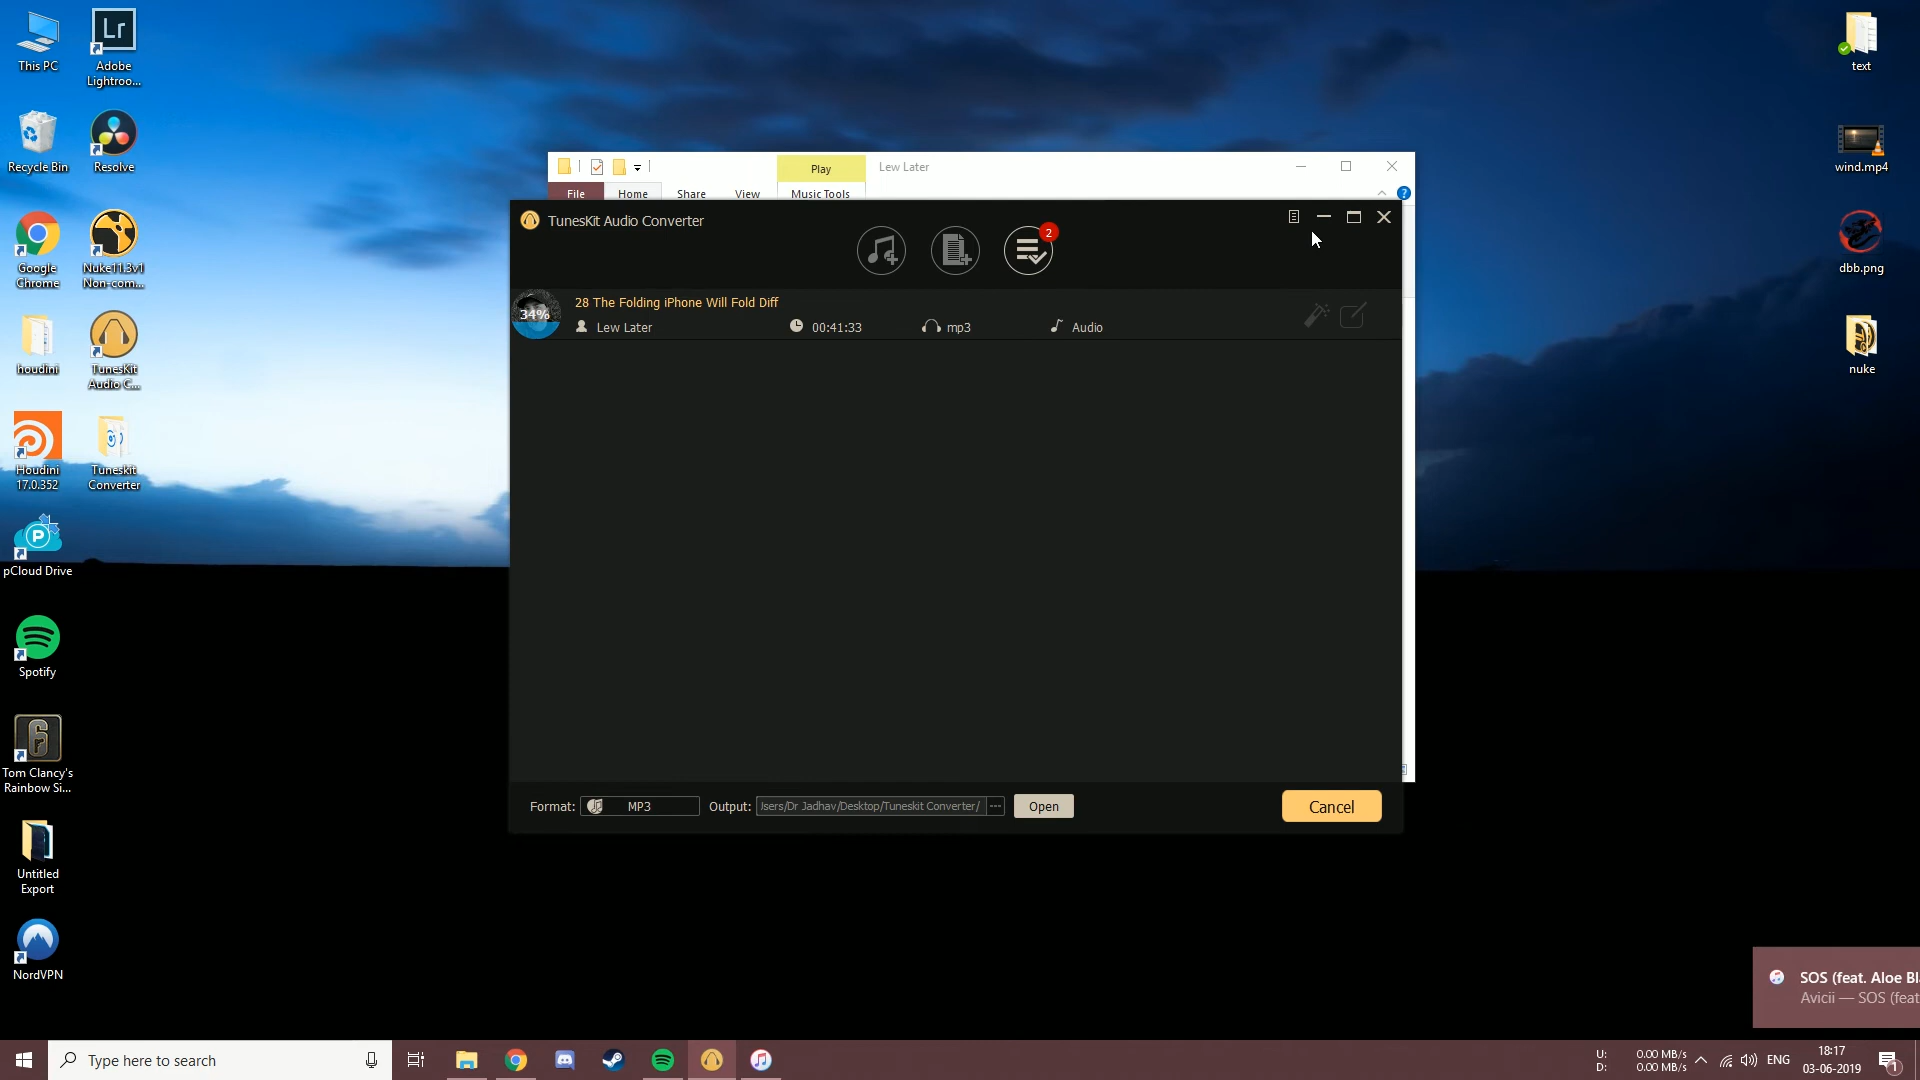 This PC
Adobe
Lightroo...
Recycle Bin
Resolve
Google
Chrome
Nuke11.3v1
Non-com...
houdini
TunesKit
Audio C...
Houdini
17.0.352
Tuneskit
Converter
pCloud Drive
Spotify
Tom Clancy's
Rainbow Si...
Untitled
Export
NordVPN
text
wind.mp4
dbb.png
nuke
Play
Lew Later
File
Home
Share
View
Music Tools
TunesKit Audio Converter
2
34%
28 The Folding iPhone Will Fold Diff
Lew Later
00:41:33
mp3
Audio
Format:
MP3
Output:
Jsers/Dr Jadhav/Desktop/Tuneskit Converter/
Open
Cancel
SOS (feat. Aloe Bla
Avicii — SOS (feat
Type here to search
U: 0.00 MB/s
D: 0.00 MB/s
ENG
18:17
03-06-2019
1